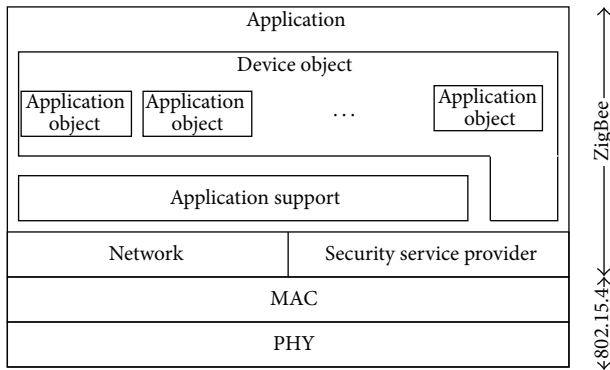 Application
Device object
Application
object
Application
object
...
Application
object
Application support
Network
Security service provider
MAC
PHY
ZigBee
802.15.4